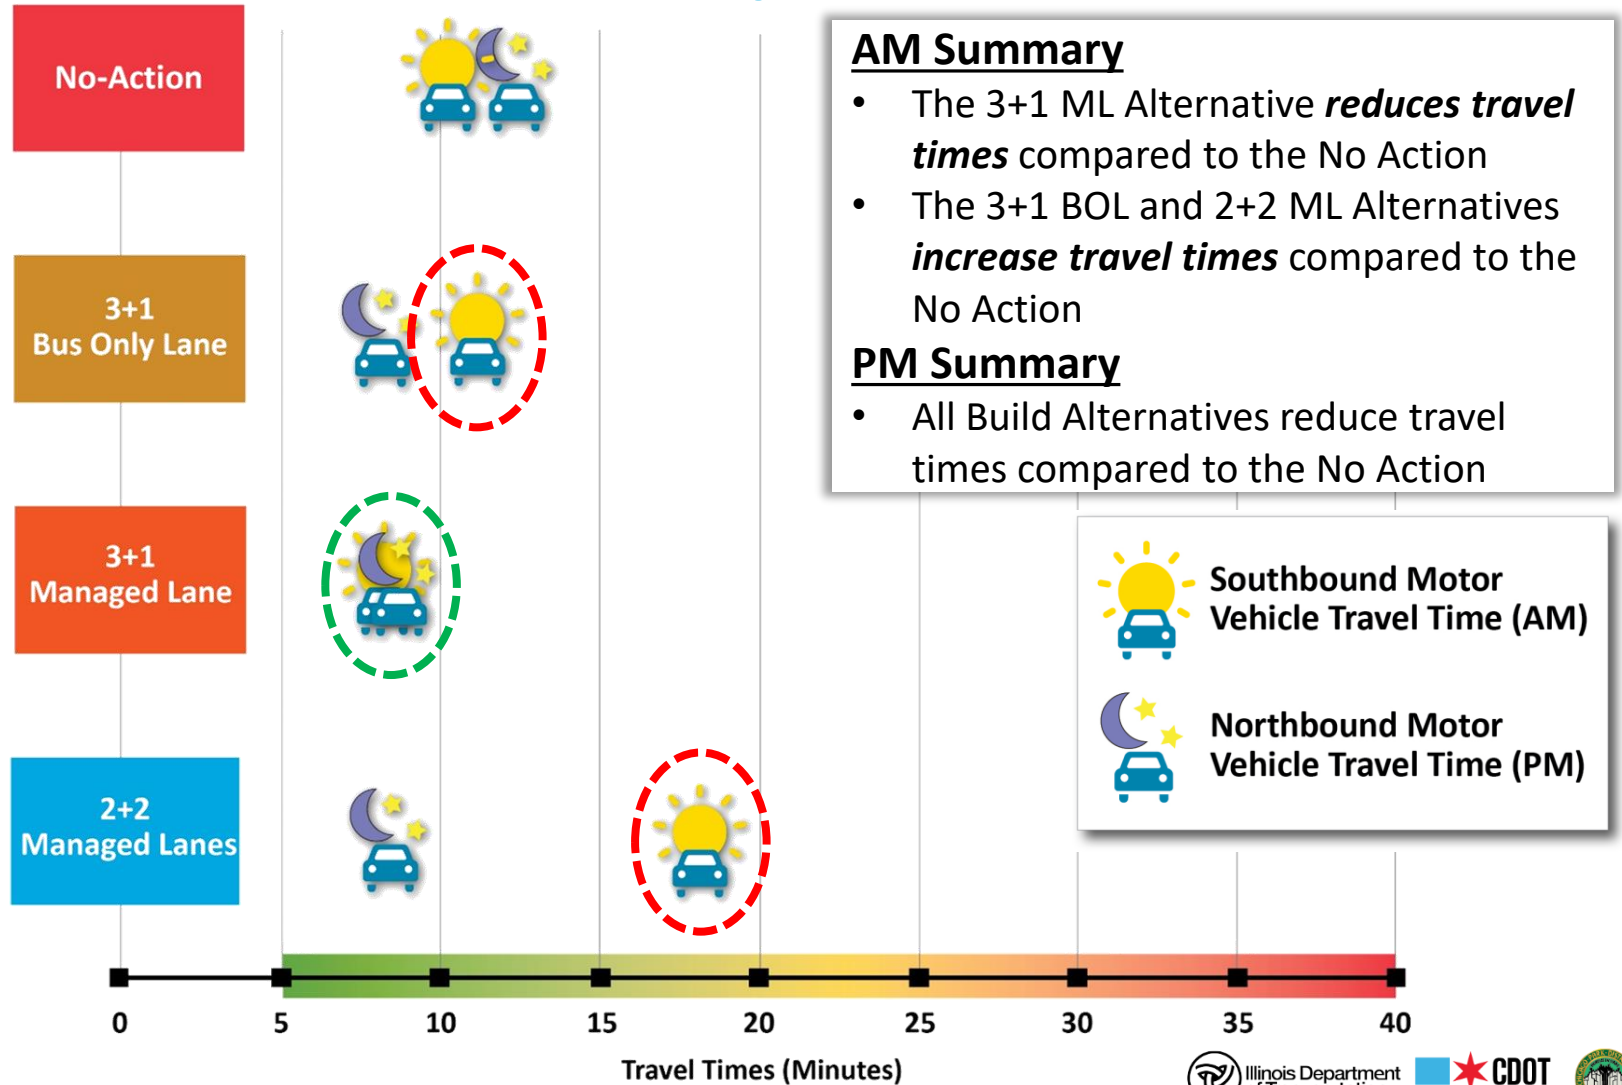 No-Action
3+1
Bus Only Lane
3+1
Managed Lane
2+2
Managed Lanes
AM Summary
• The 3+1 ML Alternative reduces travel
times compared to the No Action
• The 3+1 BOL and 2+2 ML Alternatives
increase travel times compared to the
No Action
PM Summary
• All Build Alternatives reduce travel
times compared to the No Action
Southbound Motor
Vehicle Travel Time (AM)
Northbound Motor
Vehicle Travel Time (PM)
0 5 10 15 20 25 30 35 40
Travel Times (Minutes)
Illinois Department
CDOT